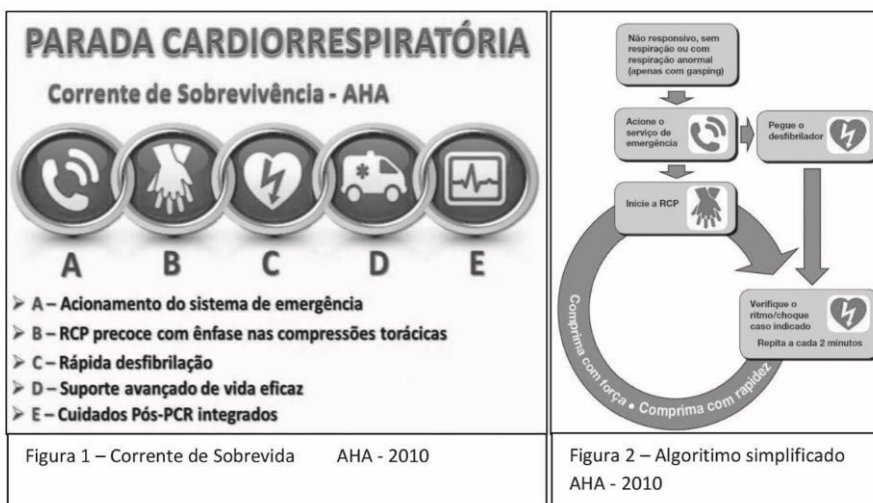 PARADA CARDIORRESPIRATÓRIA
Corrente de Sobrevivência - AHA
A B C D E
➢ A – Acionamento do sistema de emergência
➢ B – RCP precoce com ênfase nas compressões torácicas
➢ C – Rápida desfibrilação
➢ D – Suporte avançado de vida eficaz
➢ E – Cuidados Pós-PCR integrados
Figura 1 – Corrente de Sobrevida AHA - 2010
Não responsivo, sem
respiração ou com
respiração anormal
(apenas com gasping)
Acione o
serviço de
emergência
Pegue o
desfibrilador
Inicie a RCP
Verifique o
ritmo/choque
caso indicado
Repita a cada 2 minutos
Comprima com força • Comprima com rapidez
Figura 2 – Algoritimo simplificado
AHA - 2010